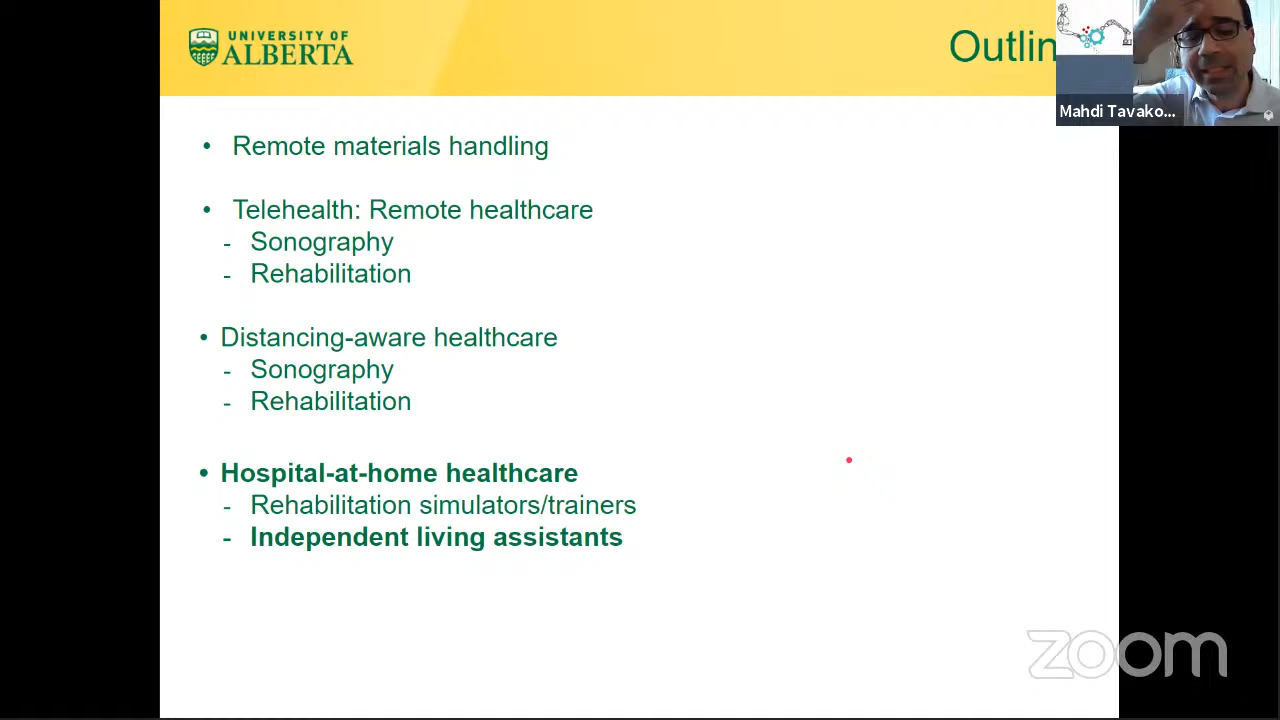 UNIVERSITY OF
ALBERTA
Outlin
Mahdi Tavako...
• Remote materials handling
• Telehealth: Remote healthcare
- Sonography
- Rehabilitation
• Distancing-aware healthcare
- Sonography
- Rehabilitation
• Hospital-at-home healthcare
- Rehabilitation simulators/trainers
- Independent living assistants
zoom